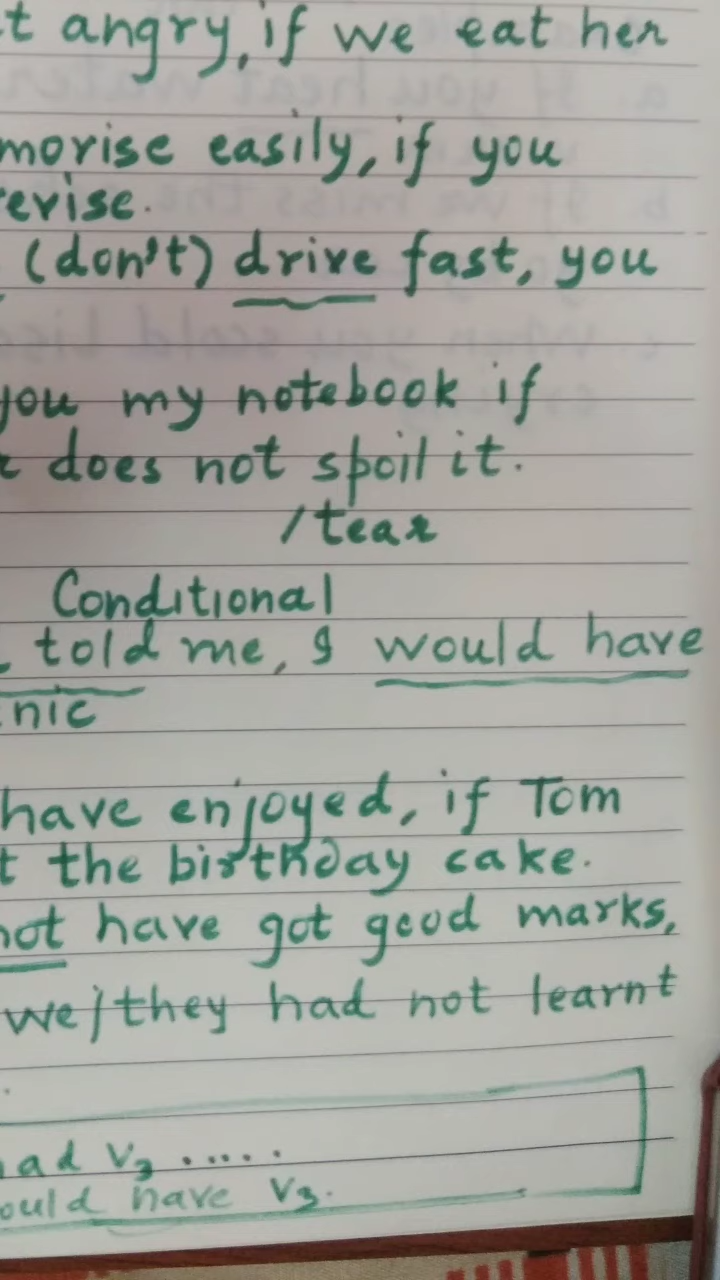 t angry, if we eat her
morise easily, if you
evise.
(don't) drive fast, you
you my notebook if
does not spoil it.
/tear
Conditional
told me, I would have
nic
have enjoyed, if Tom
t the birthday cake.
not have got good marks,
we/they had not learnt
had V3 .....
ould have V3.